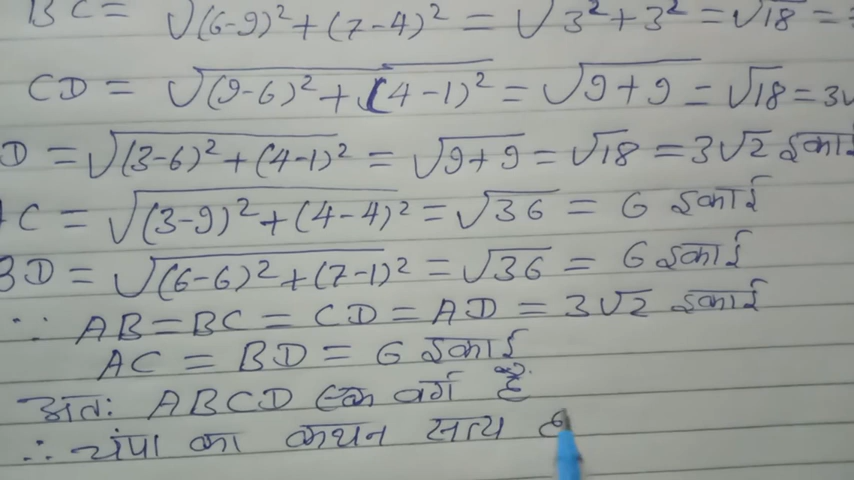 BC = √(6-9)² + (7-4)² = √3² + 3² = √18 =
CD = √(9-6)² + (4-1)² = √9+9 = √18 = 3√
D = √(3-6)² + (4-1)² = √9+9 = √18 = 3√2 इकाई
AC = √(3-9)² + (4-4)² = √36 = 6 इकाई
BD = √(6-6)² + (7-1)² = √36 = 6 इकाई
∵ AB = BC = CD = AD = 3√2 इकाई
AC = BD = 6 इकाई
अतः ABCD एक वर्ग है
∴ चंपा का कथन सत्य